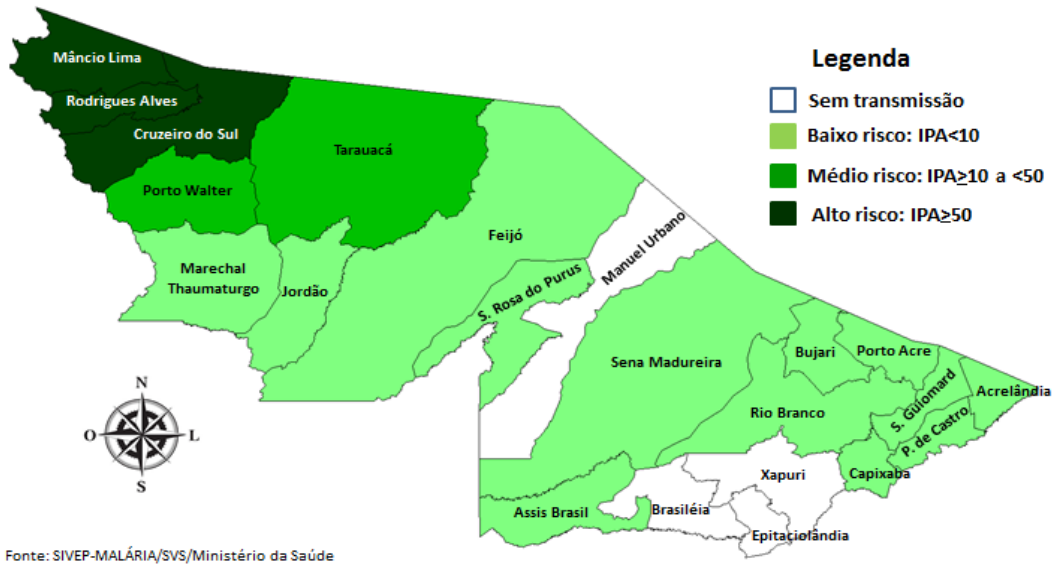 Legenda
Sem transmissão
Baixo risco: IPA<10
Médio risco: IPA≥10 a <50
Alto risco: IPA≥50
Mâncio Lima
Rodrigues Alves
Cruzeiro do Sul
Tarauacá
Porto Walter
Feijó
Manuel Urbano
Marechal
Thaumaturgo
Jordão
S. Rosa do Purus
Sena Madureira
Bujari
Porto Acre
Acrelândia
S. Guiomard
Rio Branco
P. de Castro
Capixaba
Xapuri
Assis Brasil
Brasiléia
Epitaciolândia
N
O
L
S
Fonte: SIVEP-MALÁRIA/SVS/Ministério da Saúde